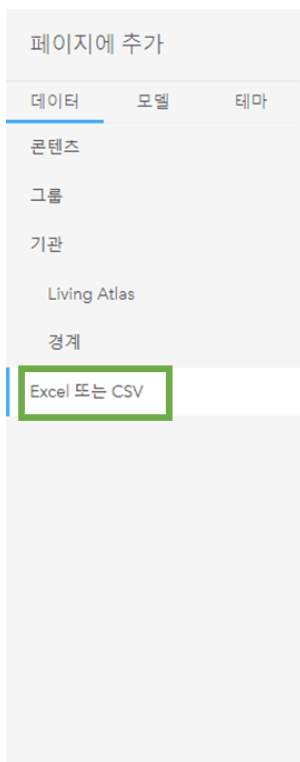 페이지에 추가
데이터 모델 테마
콘텐츠
그룹
기관
Living Atlas
경계
Excel 또는 CSV